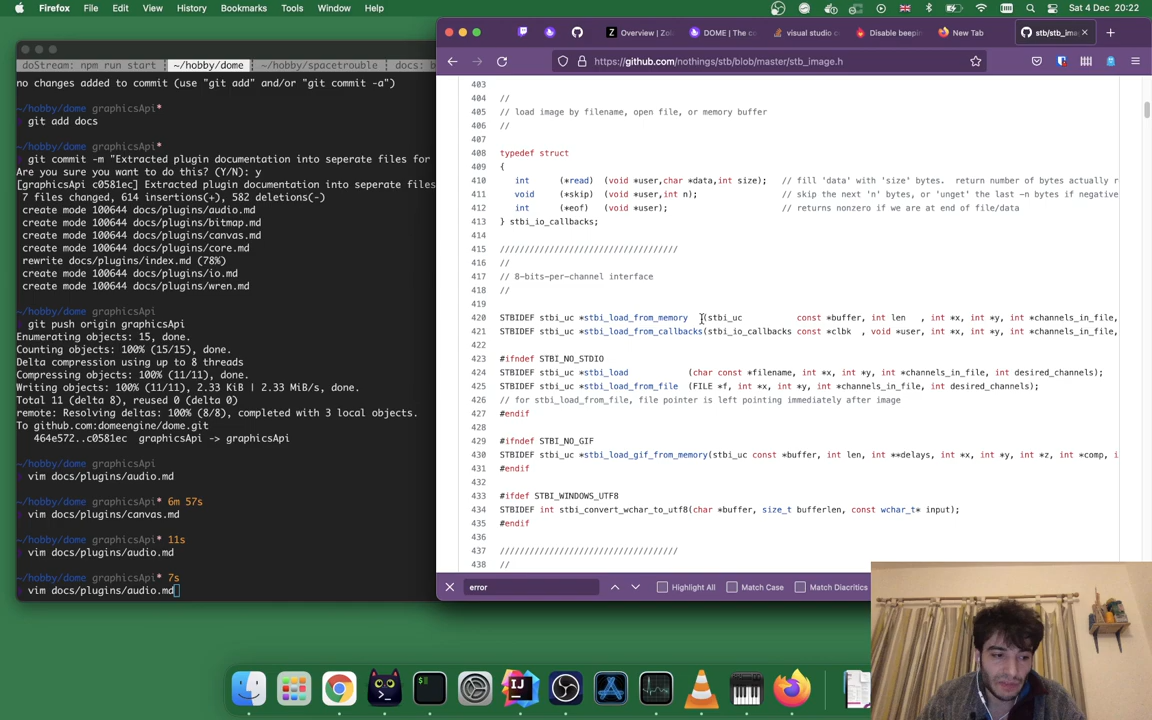 Firefox File Edit View History Bookmarks Tools Window Help Sat 4 Dec 20:22
doStream: npm run start ~/hobby/dome ~/hobby/spacetrouble docs: b
no changes added to commit (use "git add" and/or "git commit -a")
~/hobby/dome graphicsApi*
git add docs
~/hobby/dome graphicsApi*
git commit -m "Extracted plugin documentation into seperate files for
Are you sure you want to do this? (Y/N): y
[graphicsApi c0581ec] Extracted plugin documentation into seperate files
7 files changed, 614 insertions(+), 582 deletions(-)
create mode 100644 docs/plugins/audio.md
create mode 100644 docs/plugins/bitmap.md
create mode 100644 docs/plugins/canvas.md
create mode 100644 docs/plugins/core.md
rewrite docs/plugins/index.md (78%)
create mode 100644 docs/plugins/io.md
create mode 100644 docs/plugins/wren.md
~/hobby/dome graphicsApi
git push origin graphicsApi
Enumerating objects: 15, done.
Counting objects: 100% (15/15), done.
Delta compression using up to 8 threads
Compressing objects: 100% (11/11), done.
Writing objects: 100% (11/11), 2.33 KiB | 2.33 MiB/s, done.
Total 11 (delta 8), reused 0 (delta 0)
remote: Resolving deltas: 100% (8/8), completed with 3 local objects.
To github.com:domeengine/dome.git
464e572..c0581ec graphicsApi -> graphicsApi
~/hobby/dome graphicsApi
vim docs/plugins/audio.md
~/hobby/dome graphicsApi* 6m 57s
vim docs/plugins/canvas.md
~/hobby/dome graphicsApi* 11s
vim docs/plugins/audio.md
~/hobby/dome graphicsApi* 7s
vim docs/plugins/audio.md
Overview | Zol DOME - The c visual studio c Disable beepin New Tab stb/stb_ima
https://github.com/nothings/stb/blob/master/stb_image.h
403
404 //
405 // load image by filename, open file, or memory buffer
406 //
407
408 typedef struct
409 {
410 int (*read) (void *user,char *data,int size); // fill 'data' with 'size' bytes. return number of bytes actually r
411 void (*skip) (void *user,int n); // skip the next 'n' bytes, or 'unget' the last -n bytes if negative
412 int (*eof) (void *user); // returns nonzero if we are at end of file/data
413 } stbi_io_callbacks;
414
415 ////////////////////////////////////
416 //
417 // 8-bits-per-channel interface
418 //
419
420 STBIDEF stbi_uc *stbi_load_from_memory (stbi_uc const *buffer, int len , int *x, int *y, int *channels_in_file,
421 STBIDEF stbi_uc *stbi_load_from_callbacks(stbi_io_callbacks const *clbk , void *user, int *x, int *y, int *channels_in_file,
422
423 #ifndef STBI_NO_STDIO
424 STBIDEF stbi_uc *stbi_load (char const *filename, int *x, int *y, int *channels_in_file, int desired_channels);
425 STBIDEF stbi_uc *stbi_load_from_file (FILE *f, int *x, int *y, int *channels_in_file, int desired_channels);
426 // for stbi_load_from_file, file pointer is left pointing immediately after image
427 #endif
428
429 #ifndef STBI_NO_GIF
430 STBIDEF stbi_uc *stbi_load_gif_from_memory(stbi_uc const *buffer, int len, int **delays, int *x, int *y, int *z, int *comp, i
431 #endif
432
433 #ifdef STBI_WINDOWS_UTF8
434 STBIDEF int stbi_convert_wchar_to_utf8(char *buffer, size_t bufferlen, const wchar_t* input);
435 #endif
436
437 ////////////////////////////////////
438 //
error Highlight All Match Case Match Diacritics